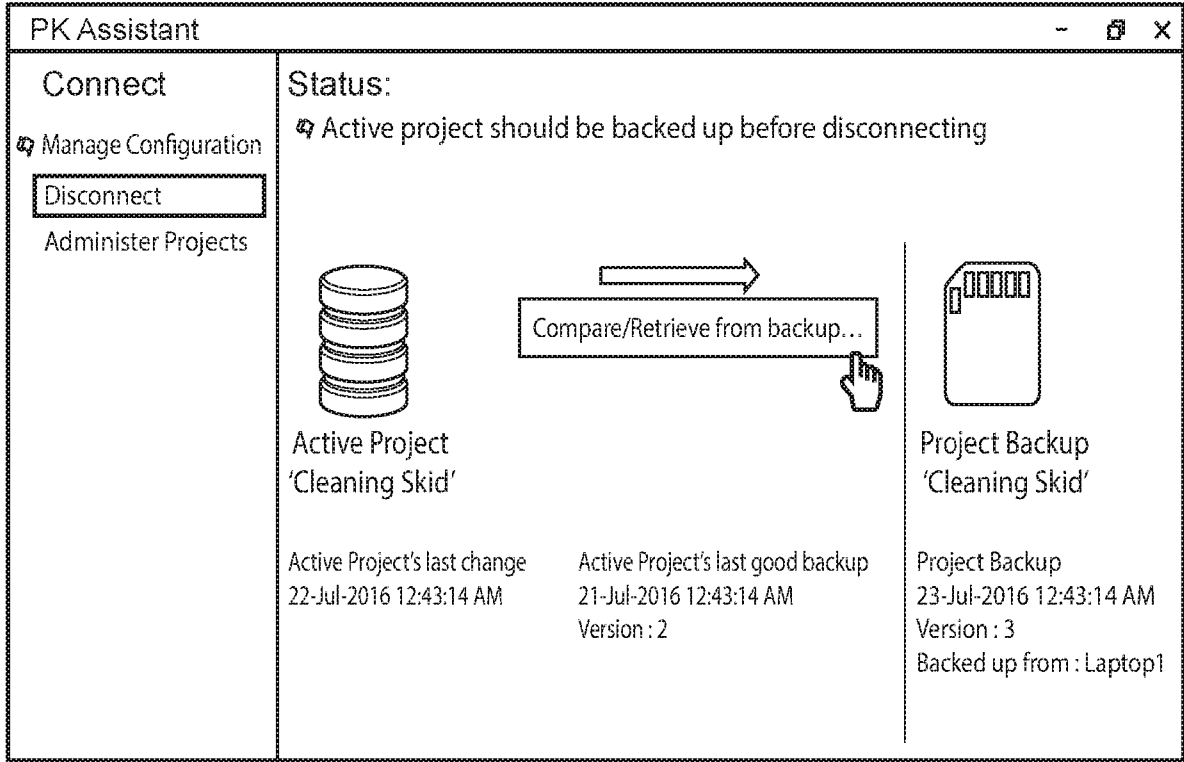 PK Assistant
Connect
Manage Configuration
Disconnect
Administer Projects
Status:
Active project should be backed up before disconnecting
Compare/Retrieve from backup...
Active Project
'Cleaning Skid'
Project Backup
'Cleaning Skid'
Active Project's last change
22-Jul-2016 12:43:14 AM
Active Project's last good backup
21-Jul-2016 12:43:14 AM
Version : 2
Project Backup
23-Jul-2016 12:43:14 AM
Version : 3
Backed up from : Laptop1